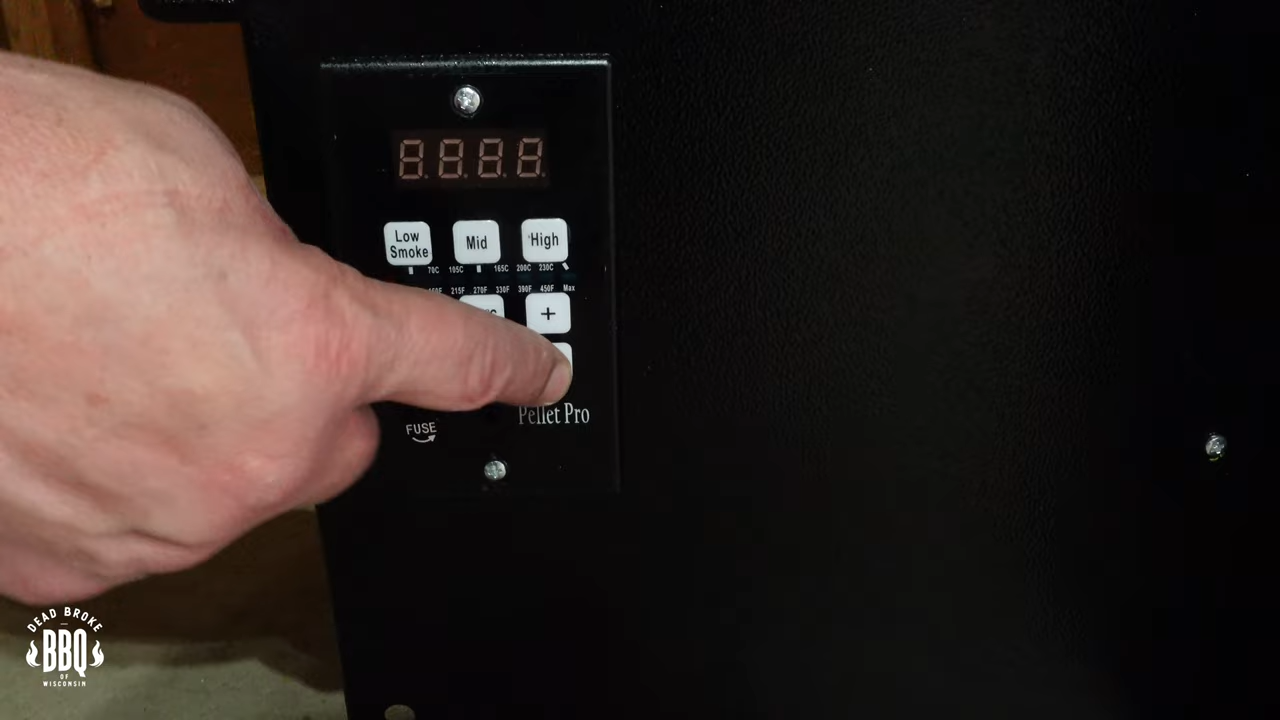 8.8.8.8.
Low
Smoke
Mid
High
70C 105C 165C 200C 230C
215F 270F 330F 390F 450F Max
+
Pellet Pro
FUSE
DEAD BROKE
BBQ
OF
WISCONSIN